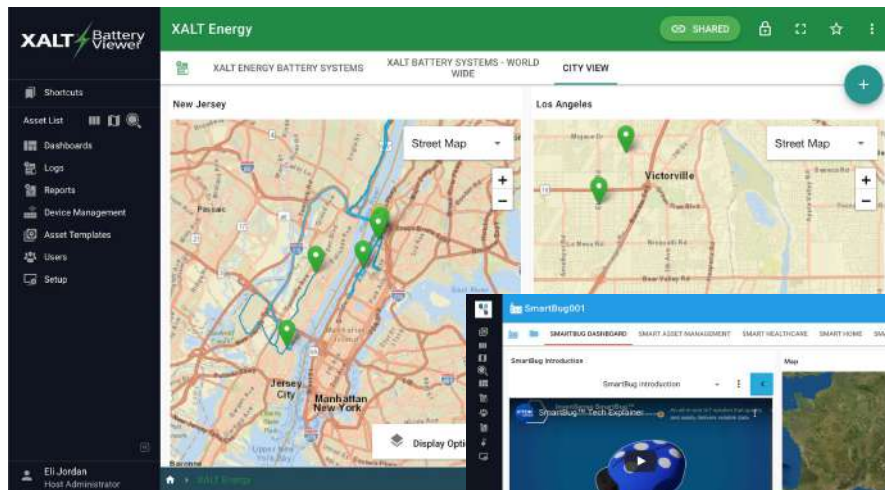 XALT Battery Viewer
XALT Energy
SHARED
XALT ENERGY BATTERY SYSTEMS
XALT BATTERY SYSTEMS - WORLD WIDE
CITY VIEW
Shortcuts
Asset List
Dashboards
Logs
Reports
Device Management
Asset Templates
Users
Setup
Eli Jordan
Host Administrator
New Jersey
Street Map
+
−
Passaic
Jersey
City
Manhattan
New York
Display Opti
XALT Energy
Los Angeles
Street Map
+
−
Victorville
SmartBug001
SMARTBUG DASHBOARD
SMART ASSET MANAGEMENT
SMART HEALTHCARE
SMART HOME
SMA
SmartBug Introduction
SmartBug introduction
SmartBug™ Tech Explainer
Map